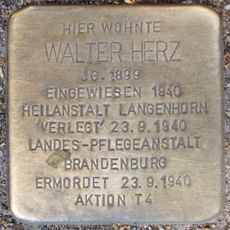 HIER WOHNTE
WALTER HERZ
JG. 1899
EINGEWIESEN 1940
HEILANSTALT LANGENHORN
'VERLEGT' 23.9.1940
LANDES-PFLEGEANSTALT
BRANDENBURG
ERMORDET 23.9.1940
AKTION T4